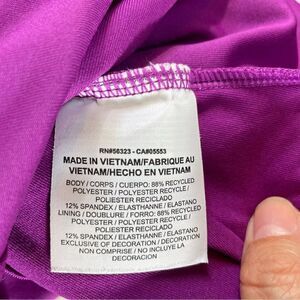 RN#56323 - CA#05553
MADE IN VIETNAM/FABRIQUE AU
VIETNAM/HECHO EN VIETNAM
BODY / CORPS / CUERPO: 88% RECYCLED
POLYESTER / POLYESTER RECYCLE /
POLIESTER RECICLADO
12% SPANDEX / ELASTHANNE / ELASTANO
LINING / DOUBLURE / FORRO: 88% RECYCLED
POLYESTER / POLYESTER RECYCLE /
POLIESTER RECICLADO
12% SPANDEX / ELASTHANNE / ELASTANO
EXCLUSIVE OF DECORATION / DECORATION
NON COMPRISE / NO INCLUYE LA
DECORACION